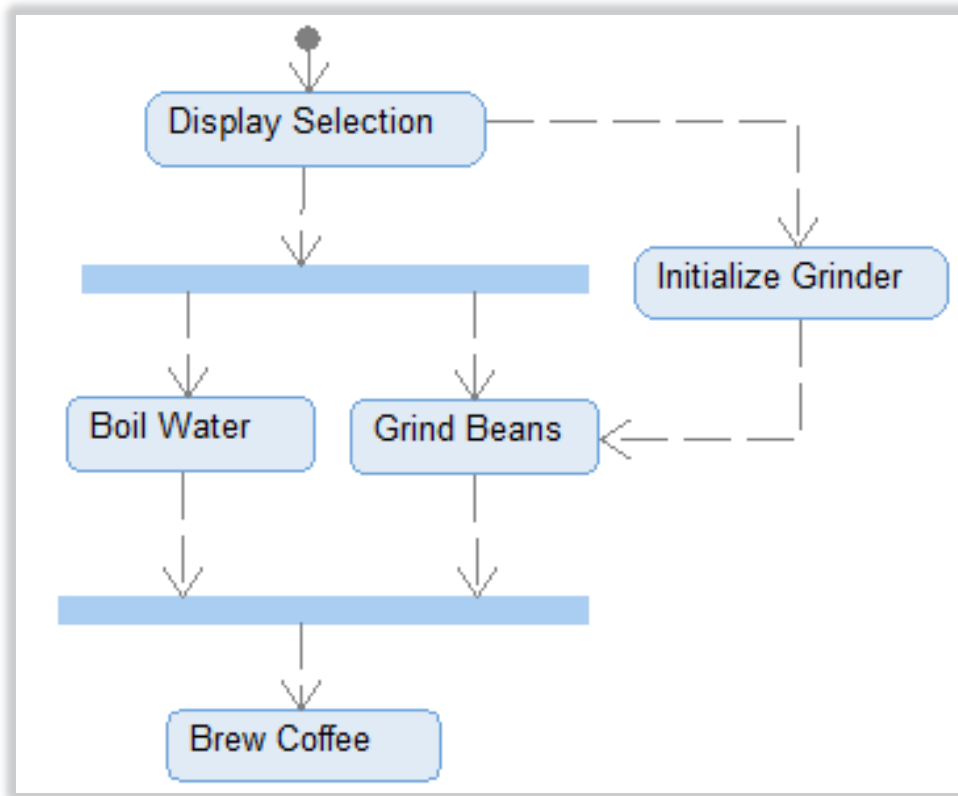 Display Selection
Initialize Grinder
Boil Water
Grind Beans
Brew Coffee